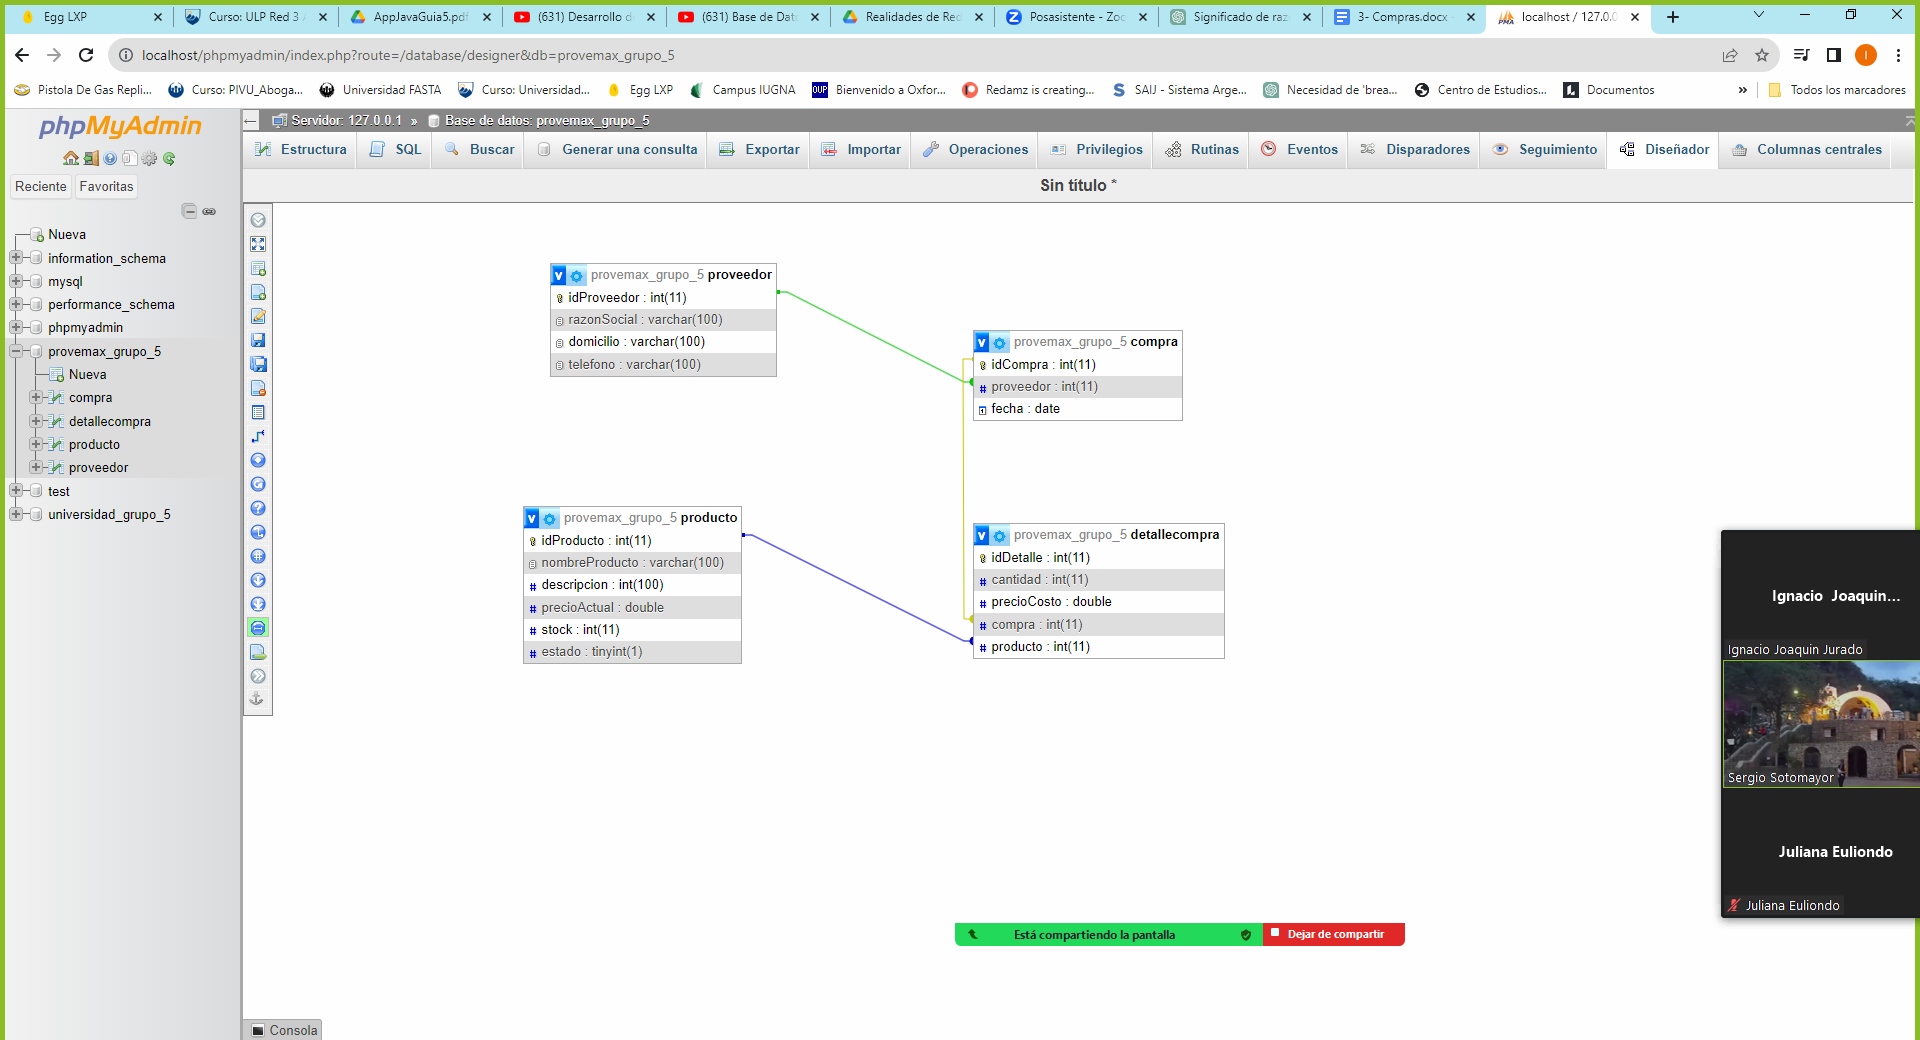 Egg LXP
Curso: ULP Red 3
AppJavaGuia5.pdf
(631) Desarrollo d
(631) Base de Dat
Realidades de Red
Posasistente - Zoc
Significado de raz
3- Compras.docx
localhost / 127.0.0
localhost/phpmyadmin/index.php?route=/database/designer&db=provemax_grupo_5
I
Pistola De Gas Repli...
Curso: PIVU_Aboga...
Universidad FASTA
Curso: Universidad...
Egg LXP
Campus IUGNA
OUP
Bienvenido a Oxfor...
Redamz is creating...
SAIJ - Sistema Arge...
Necesidad de 'brea...
Centro de Estudios...
Documentos
»
Todos los marcadores
phpMyAdmin
Servidor: 127.0.0.1 » Base de datos: provemax_grupo_5
Estructura
SQL
Buscar
Generar una consulta
Exportar
Importar
Operaciones
Privilegios
Rutinas
Eventos
Disparadores
Seguimiento
Diseñador
Columnas centrales
Reciente
Favoritas
Sin título *
Nueva
information_schema
mysql
performance_schema
phpmyadmin
provemax_grupo_5
Nueva
compra
detallecompra
producto
proveedor
test
universidad_grupo_5
v provemax_grupo_5 proveedor
idProveedor : int(11)
razonSocial : varchar(100)
domicilio : varchar(100)
telefono : varchar(100)
v provemax_grupo_5 compra
idCompra : int(11)
# proveedor : int(11)
fecha : date
v provemax_grupo_5 producto
idProducto : int(11)
nombreProducto : varchar(100)
# descripcion : int(100)
# precioActual : double
# stock : int(11)
# estado : tinyint(1)
v provemax_grupo_5 detallecompra
idDetalle : int(11)
# cantidad : int(11)
# precioCosto : double
# compra : int(11)
# producto : int(11)
Ignacio Joaquin...
Ignacio Joaquin Jurado
Sergio Sotomayor
Juliana Euliondo
Juliana Euliondo
Está compartiendo la pantalla
Dejar de compartir
Consola